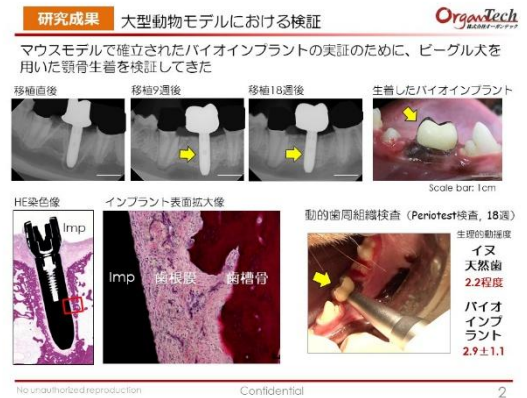 研究成果
大型動物モデルにおける検証
OrganTech
株式会社オーガンテック
マウスモデルで確立されたバイオインプラントの実証のために、ビーグル犬を
用いた顎骨生着を検証してきた
移植直後
移植9週後
移植18週後
生着したバイオインプラント
Scale bar: 1cm
HE染色像
インプラント表面拡大像
動的歯周組織検査（Periotest検査, 18週）
Imp
Imp
歯根膜
歯槽骨
生理的動揺度
イヌ
天然歯
2.2程度
バイオ
インプ
ラント
2.9±1.1
No unauthorized reproduction
Confidential
2